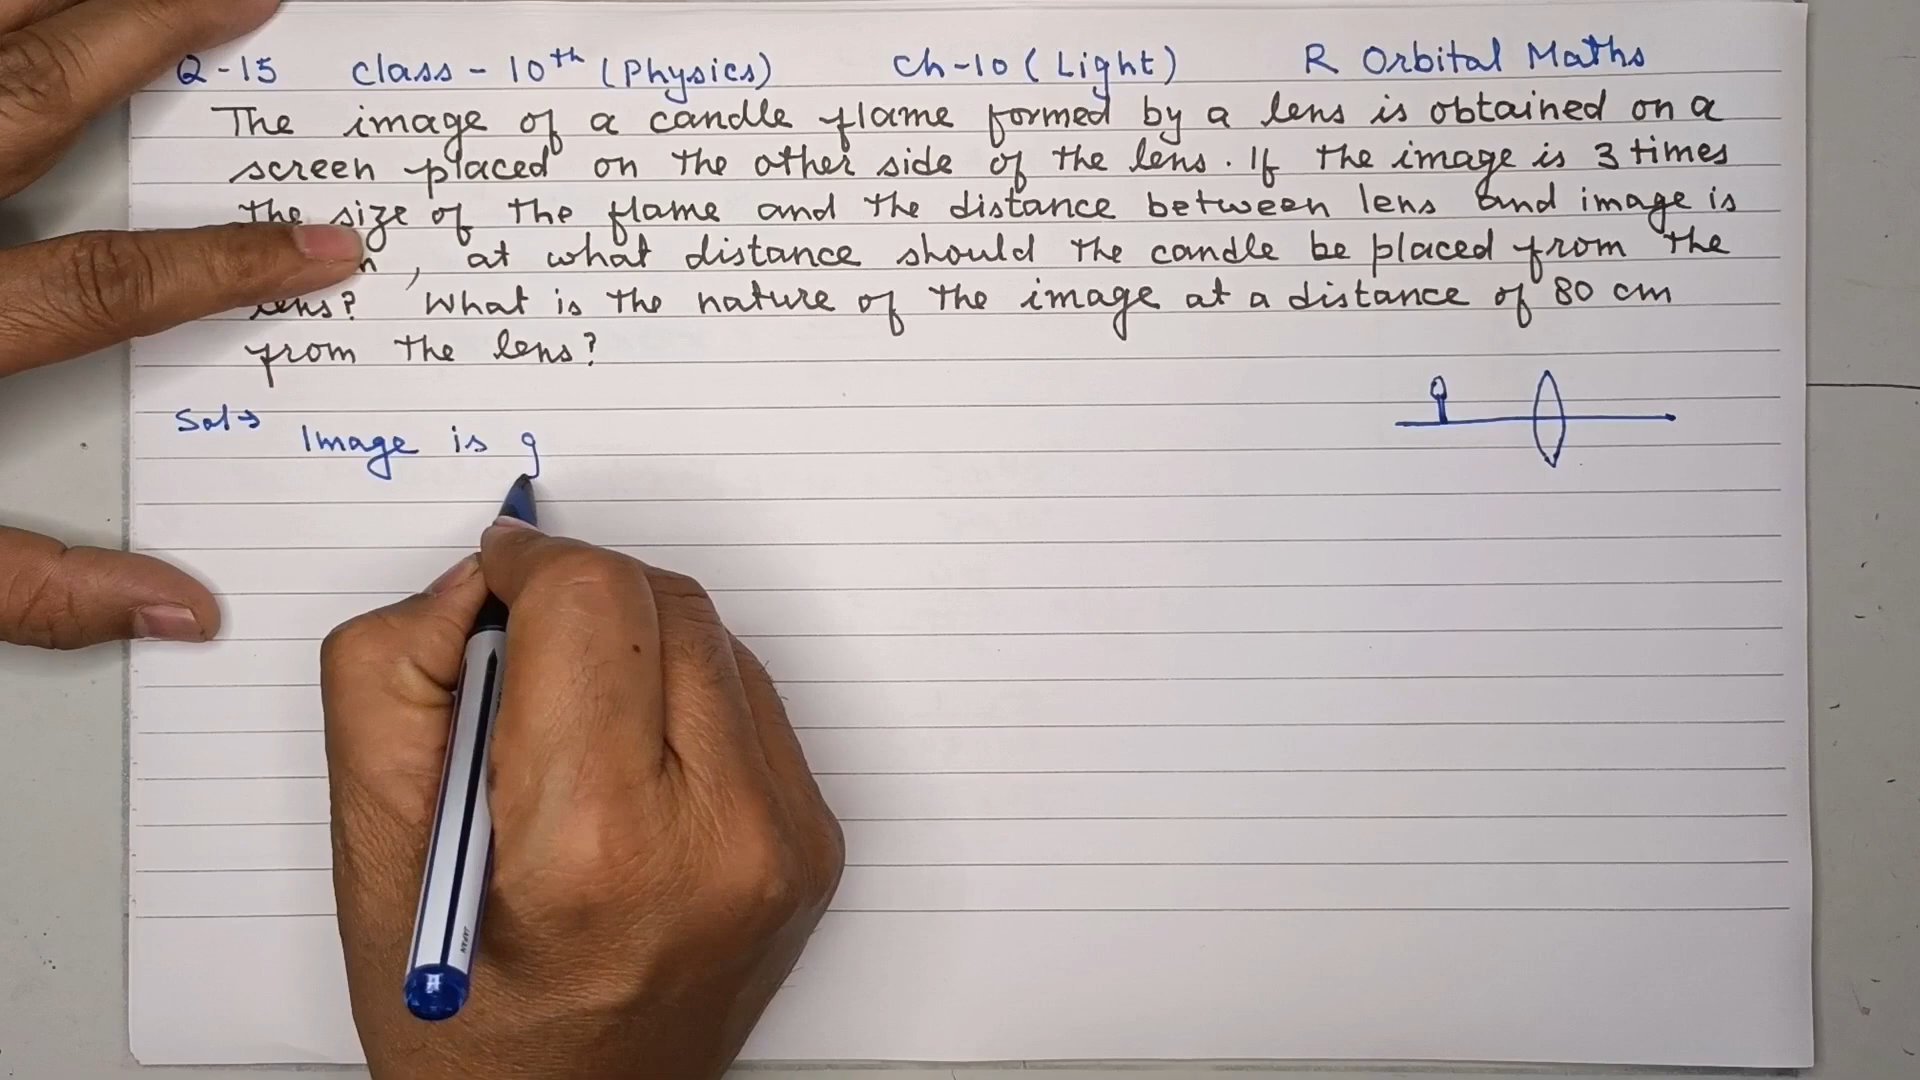 Q-15 Class-10th (Physics) Ch-10 (Light) R Orbital Maths
The image of a candle flame formed by a lens is obtained on a
screen placed on the other side of the lens. If the image is 3 times
the size of the flame and the distance between lens and image is
, at what distance should the candle be placed from the
lens? What is the nature of the image at a distance of 80 cm
from the lens?
Sol→
Image is g